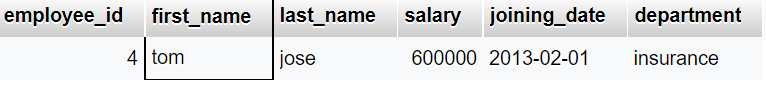 employee_id first_name last_name salary joining_date department
4 tom jose 600000 2013-02-01 insurance